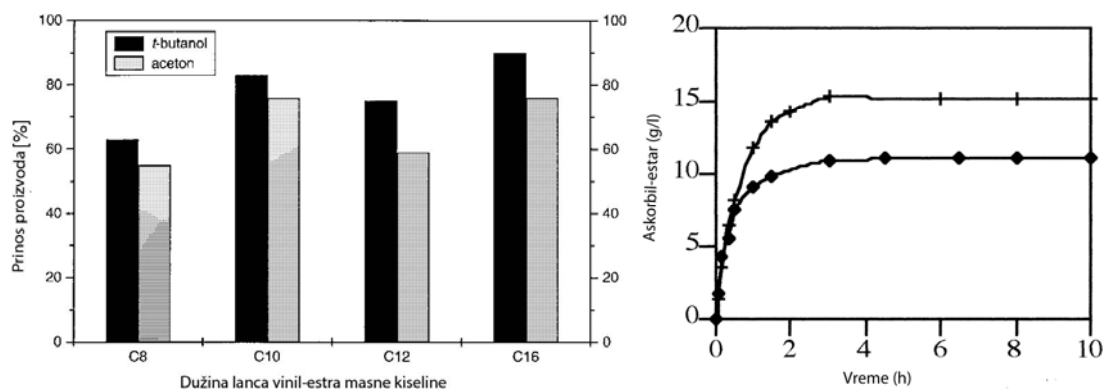 100
80
60
40
20
0
Prinos proizvoda [%]
t-butanol
aceton
100
80
60
40
20
0
C8 C10 C12 C16
Dužina lanca vinil-estra masne kiseline
20
15
10
5
0
Askorbil-estar (g/l)
0 2 4 6 8 10
Vreme (h)